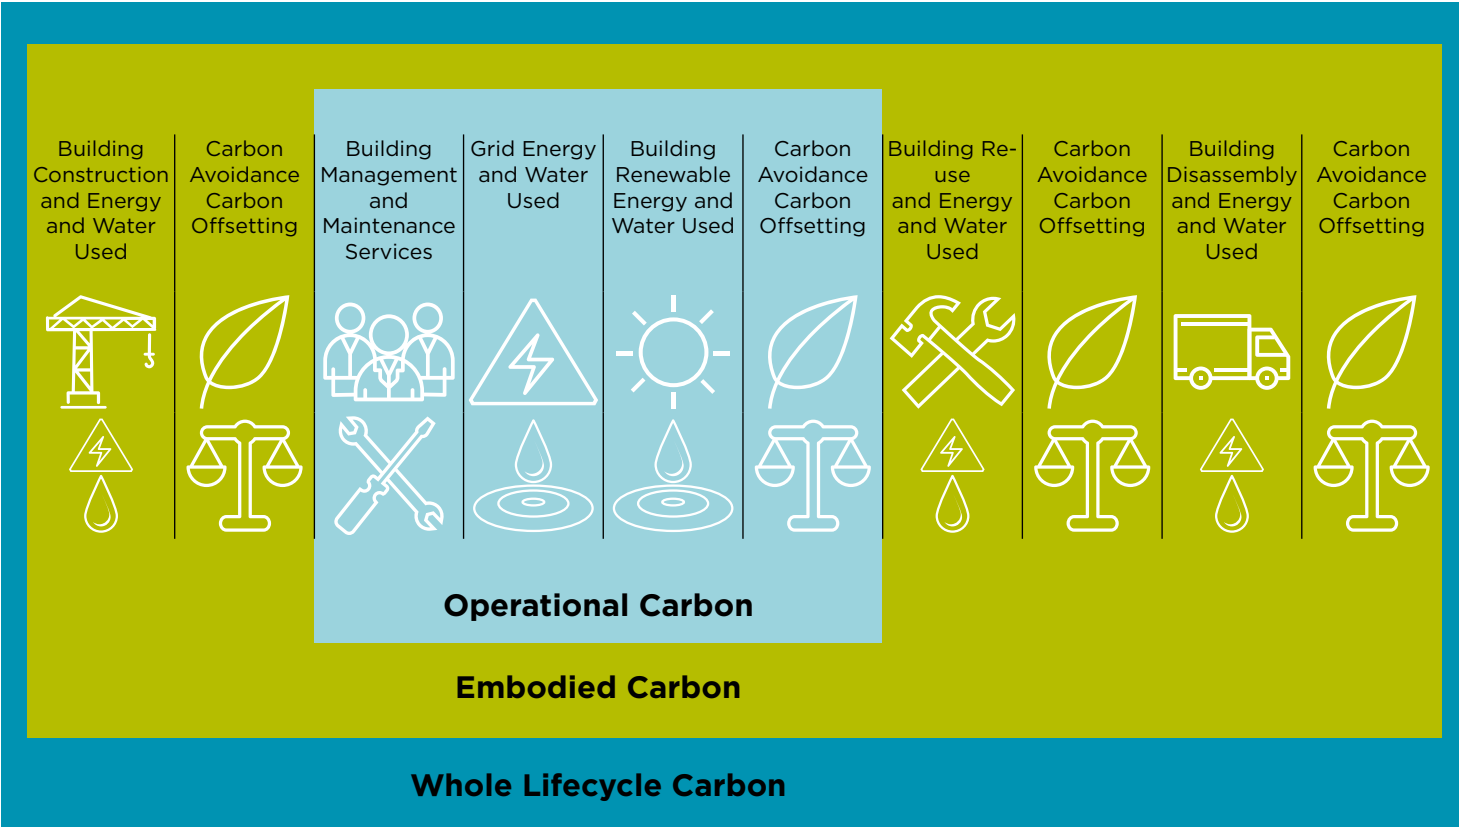 Building
Construction
and Energy
and Water
Used
Carbon
Avoidance
Carbon
Offsetting
Building
Management
and
Maintenance
Services
Grid Energy
and Water
Used
Building
Renewable
Energy and
Water Used
Carbon
Avoidance
Carbon
Offsetting
Building Re-
use
and Energy
and Water
Used
Carbon
Avoidance
Carbon
Offsetting
Building
Disassembly
and Energy
and Water
Used
Carbon
Avoidance
Carbon
Offsetting
Operational Carbon
Embodied Carbon
Whole Lifecycle Carbon